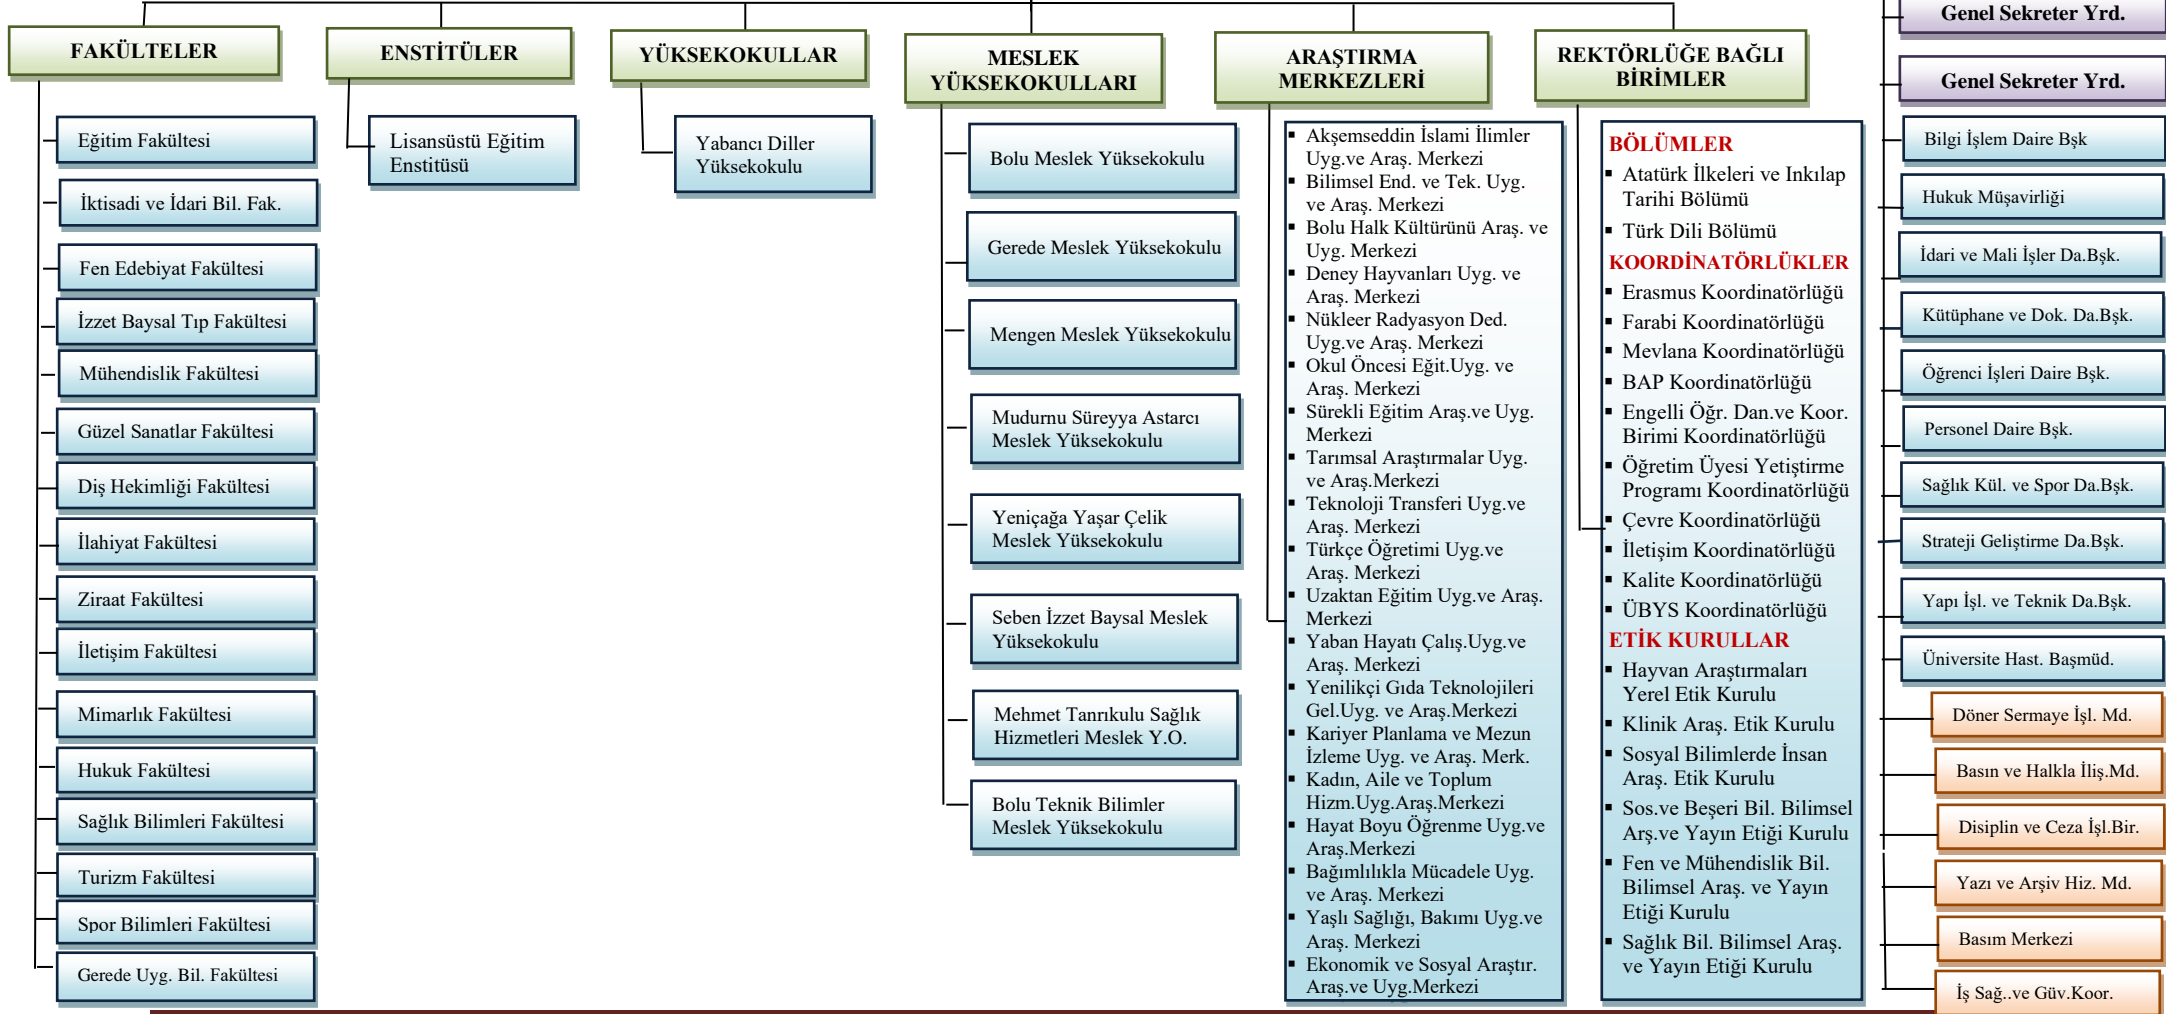 FAKÜLTELER
Eğitim Fakültesi
İktisadi ve İdari Bil. Fak.
Fen Edebiyat Fakültesi
İzzet Baysal Tıp Fakültesi
Mühendislik Fakültesi
Güzel Sanatlar Fakültesi
Diş Hekimliği Fakültesi
İlahiyat Fakültesi
Ziraat Fakültesi
İletişim Fakültesi
Mimarlık Fakültesi
Hukuk Fakültesi
Sağlık Bilimleri Fakültesi
Turizm Fakültesi
Spor Bilimleri Fakültesi
Gerede Uyg. Bil. Fakültesi
ENSTİTÜLER
Lisansüstü Eğitim
Enstitüsü
YÜKSEKOKULLAR
Yabancı Diller
Yüksekokulu
MESLEK
YÜKSEKOKULLARI
Bolu Meslek Yüksekokulu
Gerede Meslek Yüksekokulu
Mengen Meslek Yüksekokulu
Mudurnu Süreyya Astarcı
Meslek Yüksekokulu
Yeniçağa Yaşar Çelik
Meslek Yüksekokulu
Seben İzzet Baysal Meslek
Yüksekokulu
Mehmet Tanrıkulu Sağlık
Hizmetleri Meslek Y.O.
Bolu Teknik Bilimler
Meslek Yüksekokulu
ARAŞTIRMA
MERKEZLERİ
▪ Akşemseddin İslami İlimler
Uyg.ve Araş. Merkezi
▪ Bilimsel End. ve Tek. Uyg.
ve Araş. Merkezi
▪ Bolu Halk Kültürünü Araş. ve
Uyg. Merkezi
▪ Deney Hayvanları Uyg. ve
Araş. Merkezi
▪ Nükleer Radyasyon Ded.
Uyg.ve Araş. Merkezi
▪ Okul Öncesi Eğit.Uyg. ve
Araş. Merkezi
▪ Sürekli Eğitim Araş.ve Uyg.
Merkezi
▪ Tarımsal Araştırmalar Uyg.
ve Araş.Merkezi
▪ Teknoloji Transferi Uyg.ve
Araş. Merkezi
▪ Türkçe Öğretimi Uyg.ve
Araş. Merkezi
▪ Uzaktan Eğitim Uyg.ve Araş.
Merkezi
▪ Yaban Hayatı Çalış.Uyg.ve
Araş. Merkezi
▪ Yenilikçi Gıda Teknolojileri
Gel.Uyg. ve Araş.Merkezi
▪ Kariyer Planlama ve Mezun
İzleme Uyg. ve Araş. Merk.
▪ Kadın, Aile ve Toplum
Hizm.Uyg.Araş.Merkezi
▪ Hayat Boyu Öğrenme Uyg.ve
Araş.Merkezi
▪ Bağımlılıkla Mücadele Uyg.
ve Araş. Merkezi
▪ Yaşlı Sağlığı, Bakımı Uyg.ve
Araş. Merkezi
▪ Ekonomik ve Sosyal Araştır.
Araş.ve Uyg.Merkezi
REKTÖRLÜĞE BAĞLI
BİRİMLER
BÖLÜMLER
▪ Atatürk İlkeleri ve Inkılap
Tarihi Bölümü
▪ Türk Dili Bölümü
KOORDİNATÖRLÜKLER
▪ Erasmus Koordinatörlüğü
▪ Farabi Koordinatörlüğü
▪ Mevlana Koordinatörlüğü
▪ BAP Koordinatörlüğü
▪ Engelli Öğr. Dan.ve Koor.
Birimi Koordinatörlüğü
▪ Öğretim Üyesi Yetiştirme
Programı Koordinatörlüğü
▪ Çevre Koordinatörlüğü
▪ İletişim Koordinatörlüğü
▪ Kalite Koordinatörlüğü
▪ ÜBYS Koordinatörlüğü
ETİK KURULLAR
▪ Hayvan Araştırmaları
Yerel Etik Kurulu
▪ Klinik Araş. Etik Kurulu
▪ Sosyal Bilimlerde İnsan
Araş. Etik Kurulu
▪ Sos.ve Beşeri Bil. Bilimsel
Arş.ve Yayın Etiği Kurulu
▪ Fen ve Mühendislik Bil.
Bilimsel Araş. ve Yayın
Etiği Kurulu
▪ Sağlık Bil. Bilimsel Araş.
ve Yayın Etiği Kurulu
Genel Sekreter Yrd.
Genel Sekreter Yrd.
Bilgi İşlem Daire Bşk
Hukuk Müşavirliği
İdari ve Mali İşler Da.Bşk.
Kütüphane ve Dok. Da.Bşk.
Öğrenci İşleri Daire Bşk.
Personel Daire Bşk.
Sağlık Kül. ve Spor Da.Bşk.
Strateji Geliştirme Da.Bşk.
Yapı İşl. ve Teknik Da.Bşk.
Üniversite Hast. Başmüd.
Döner Sermaye İşl. Md.
Basın ve Halkla İliş.Md.
Disiplin ve Ceza İşl.Bir.
Yazı ve Arşiv Hiz. Md.
Basım Merkezi
İş Sağ..ve Güv.Koor.